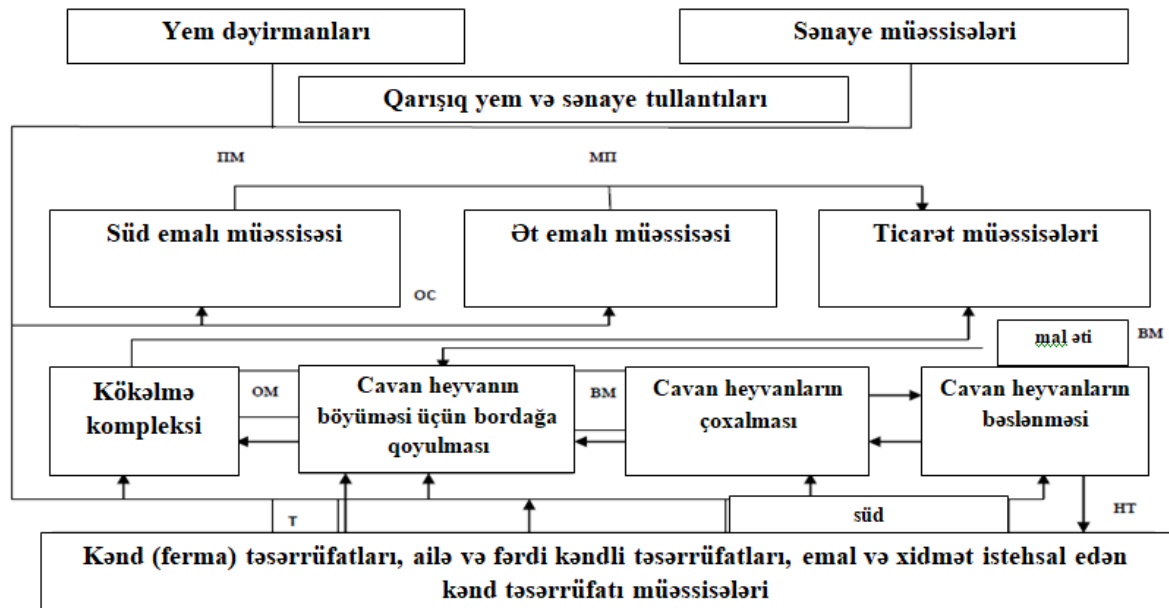 Yem dəyirmanları
Sənaye müəssisələri
Qarışıq yem və sənaye tullantıları
ПМ
МП
Süd emalı müəssisəsi
Ət emalı müəssisəsi
Ticarət müəssisələri
ОС
mal əti
ВМ
Kökəlmə
kompleksi
ОМ
Cavan heyvanın
böyüməsi üçün bordağa
qoyulması
ВМ
Cavan heyvanların
çoxalması
Cavan heyvanların
bəslənməsi
Т
süd
НТ
Kənd (ferma) təsərrüfatları, ailə və fərdi kəndli təsərrüfatları, emal və xidmət istehsal edən
kənd təsərrüfatı müəssisələri